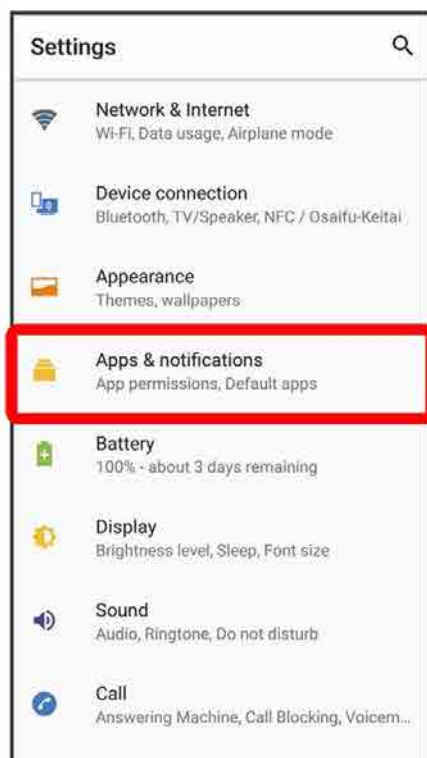 Settings
Network & Internet
Wi-Fi, Data usage, Airplane mode
Device connection
Bluetooth, TV/Speaker, NFC / Osaifu-Keitai
Appearance
Themes, wallpapers
Apps & notifications
App permissions, Default apps
Battery
100% - about 3 days remaining
Display
Brightness level, Sleep, Font size
Sound
Audio, Ringtone, Do not disturb
Call
Answering Machine, Call Blocking, Voicem...